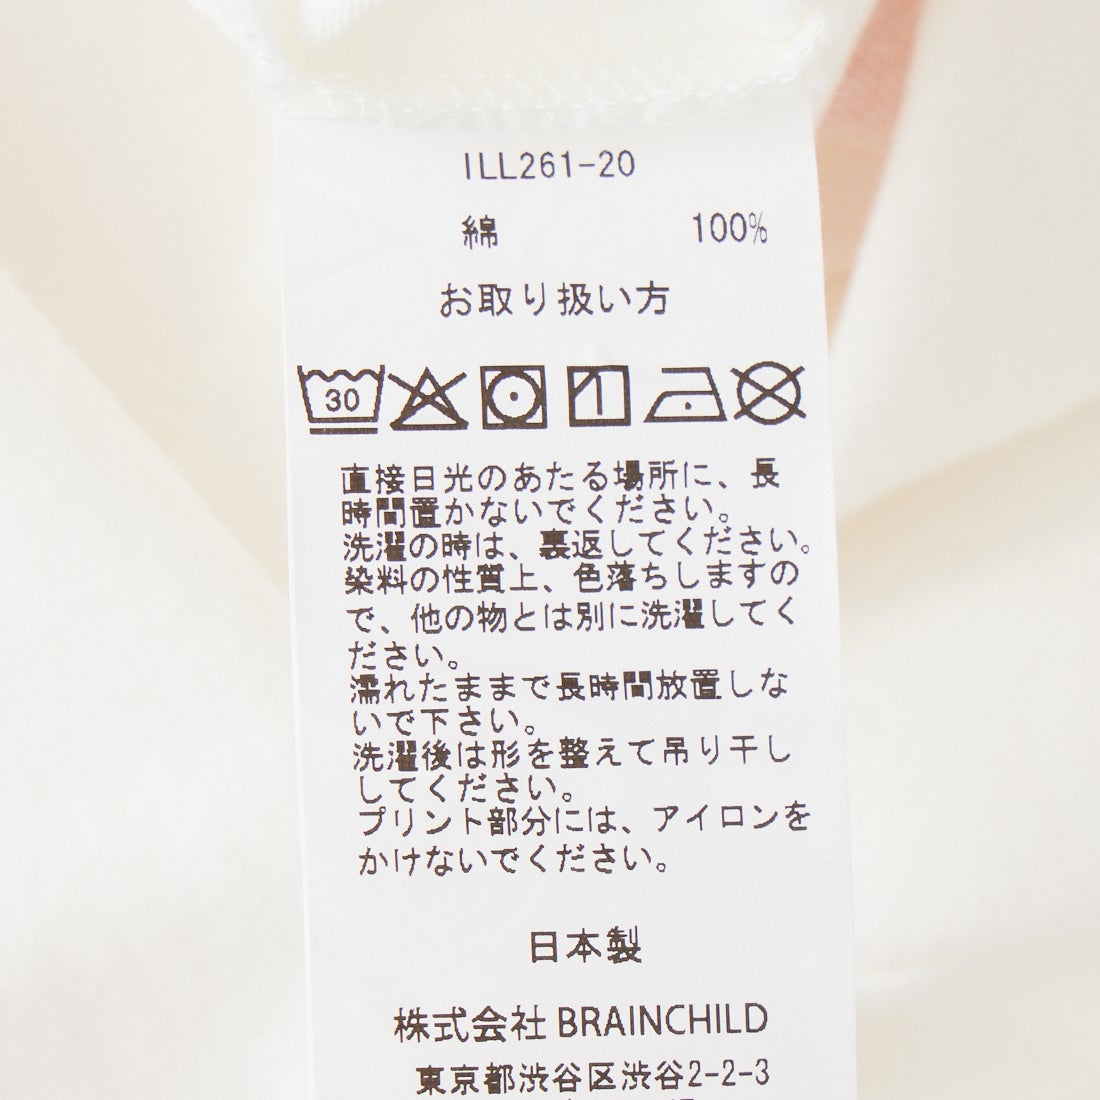 ILL261-20
綿 100%
お取り扱い方
30
直接日光のあたる場所に、長
時間置かないでください。
洗濯の時は、裏返してください。
染料の性質上、色落ちしますの
で、他の物とは別に洗濯してく
ださい。
濡れたままで長時間放置しな
いで下さい。
洗濯後は形を整えて吊り干し
してください。
プリント部分には、アイロンを
かけないでください。
日本製
株式会社 BRAINCHILD
東京都渋谷区渋谷2-2-3